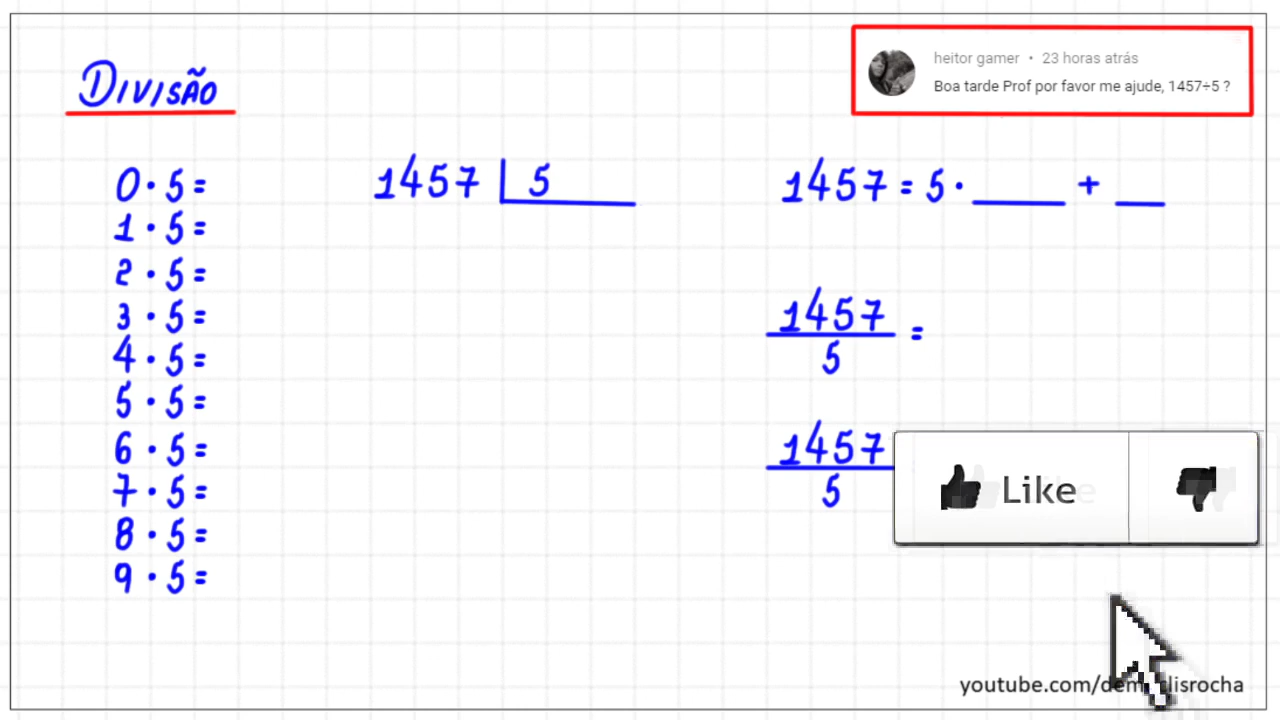 DIVISÃO
heitor gamer • 23 horas atrás
Boa tarde Prof por favor me ajude, 1457÷5 ?
0 · 5 =
1 · 5 =
2 · 5 =
3 · 5 =
4 · 5 =
5 · 5 =
6 · 5 =
7 · 5 =
8 · 5 =
9 · 5 =
1457 | 5
1457 = 5 · ____ + __
1457
5 =
1457
5
Like